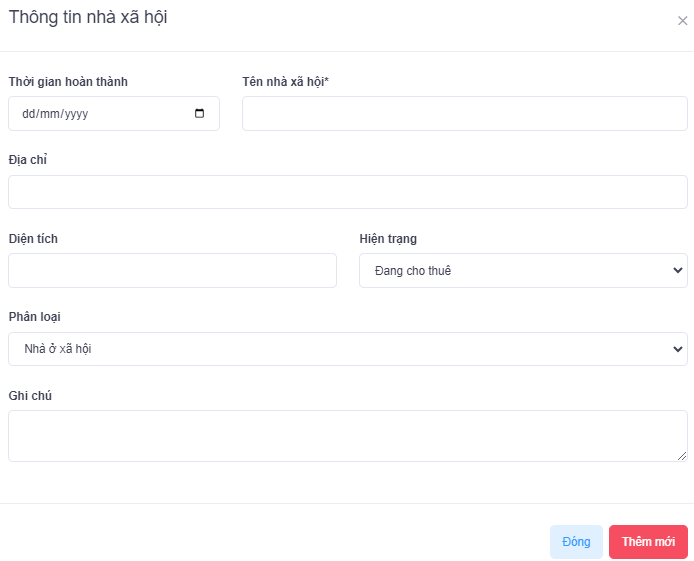 Thông tin nhà xã hội
×
Thời gian hoàn thành
Tên nhà xã hội*
dd/mm/yyyy
Địa chỉ
Diện tích
Hiện trạng
Đang cho thuê
Phân loại
Nhà ở xã hội
Ghi chú
Đóng
Thêm mới